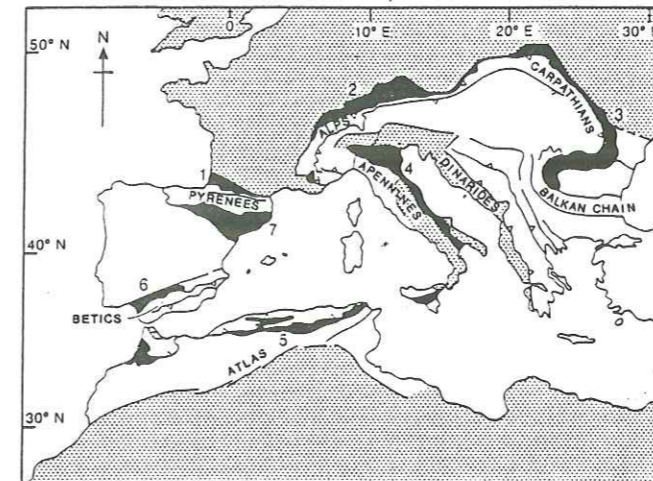 0 10°E 20°E 30°
50°N
N
2
CARPATHIANS
ALPS
3
1
4
DINARIDES
PYRENEES
APENNINES
BALKAN CHAIN
7
40°N
6
BETICS
5
ATLAS
30°N